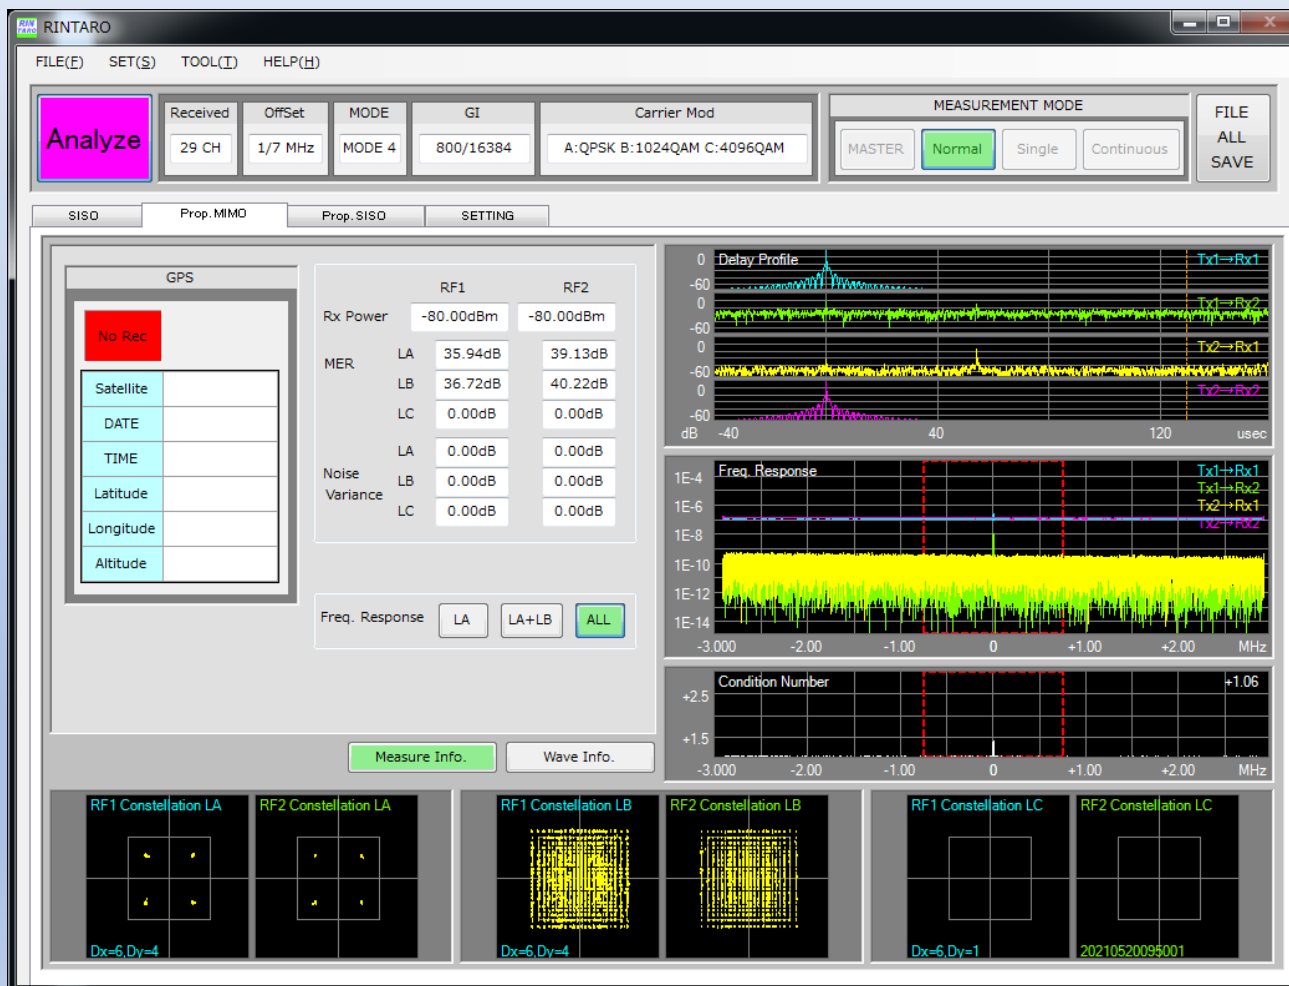 RIN TARO RINTARO
FILE(F) SET(S) TOOL(T) HELP(H)
Analyze
Received OffSet MODE GI Carrier Mod
29 CH 1/7 MHz MODE 4 800/16384 A:QPSK B:1024QAM C:4096QAM
MEASUREMENT MODE
MASTER Normal Single Continuous
FILE
ALL
SAVE
SISO Prop.MIMO Prop.SISO SETTING
GPS
No Rec
Satellite
DATE
TIME
Latitude
Longitude
Altitude
RF1 RF2
Rx Power -80.00dBm -80.00dBm
MER
LA 35.94dB 39.13dB
LB 36.72dB 40.22dB
LC 0.00dB 0.00dB
Noise
Variance
LA 0.00dB 0.00dB
LB 0.00dB 0.00dB
LC 0.00dB 0.00dB
Freq. Response LA LA+LB ALL
Measure Info. Wave Info.
0 Delay Profile Tx1→Rx1
-60
0 Tx1→Rx2
-60
0 Tx2→Rx1
-60
0 Tx2→Rx2
-60
dB -40 40 120 usec
Freq. Response Tx1→Rx1
1E-4
Tx1→Rx2
1E-6 Tx2→Rx1
Tx2→Rx2
1E-8
1E-10
1E-12
1E-14
-3.000 -2.00 -1.00 0 +1.00 +2.00 MHz
Condition Number +1.06
+2.5
+1.5
-3.000 -2.00 -1.00 0 +1.00 +2.00 MHz
RF1 Constellation LA RF2 Constellation LA
Dx=6,Dy=4
RF1 Constellation LB RF2 Constellation LB
Dx=6,Dy=4
RF1 Constellation LC RF2 Constellation LC
Dx=6,Dy=1 20210520095001